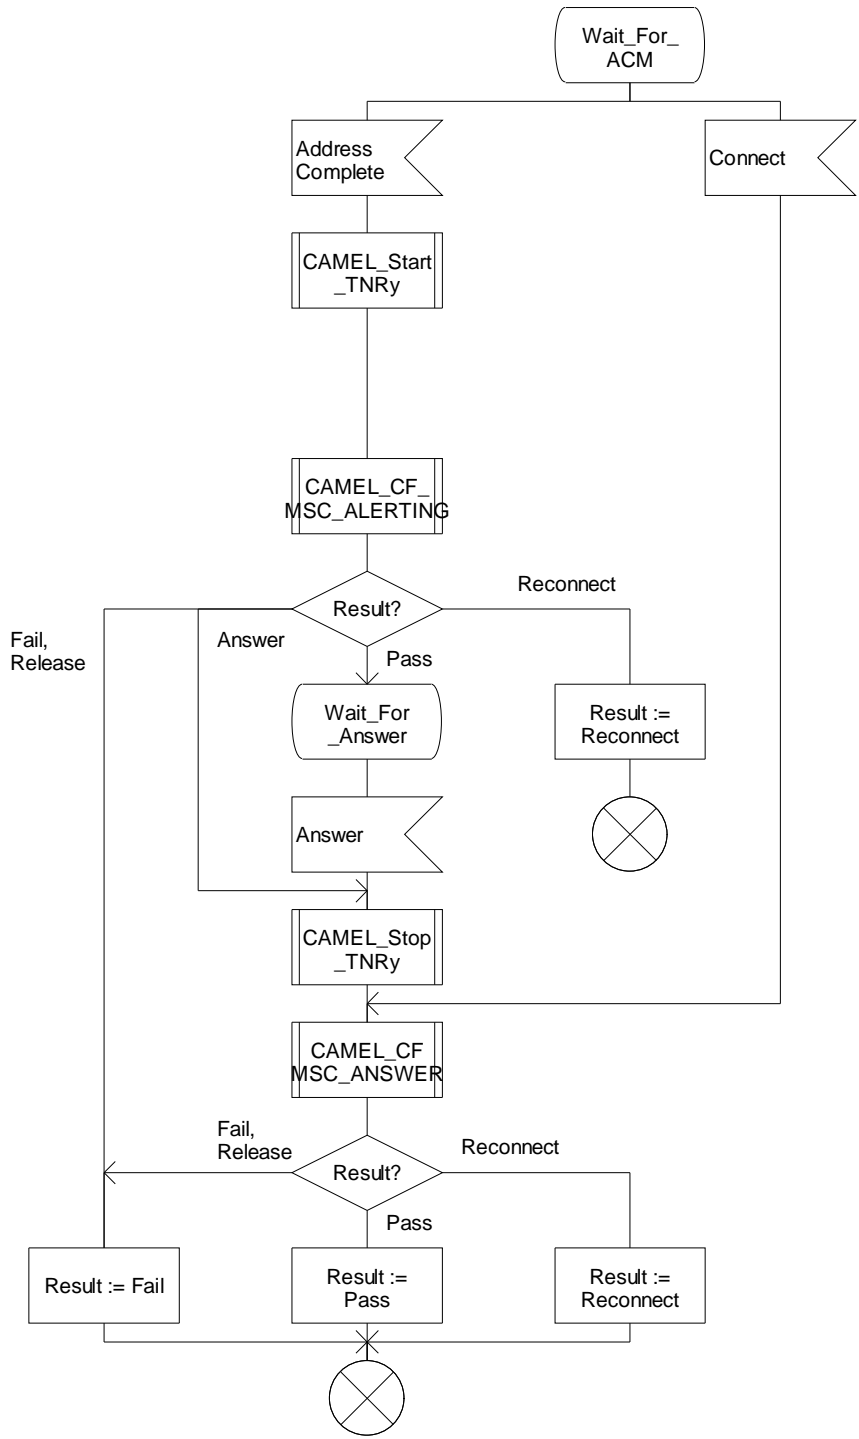 Wait_For_
ACM
Address
Complete
Connect
CAMEL_Start
_TNRy
CAMEL_CF_
MSC_ALERTING
Reconnect
Result?
Fail,
Release
Answer
Pass
Wait_For
_Answer
Result :=
Reconnect
Answer
CAMEL_Stop
_TNRy
CAMEL_CF
MSC_ANSWER
Fail,
Release
Reconnect
Result?
Pass
Result := Fail
Result :=
Pass
Result :=
Reconnect